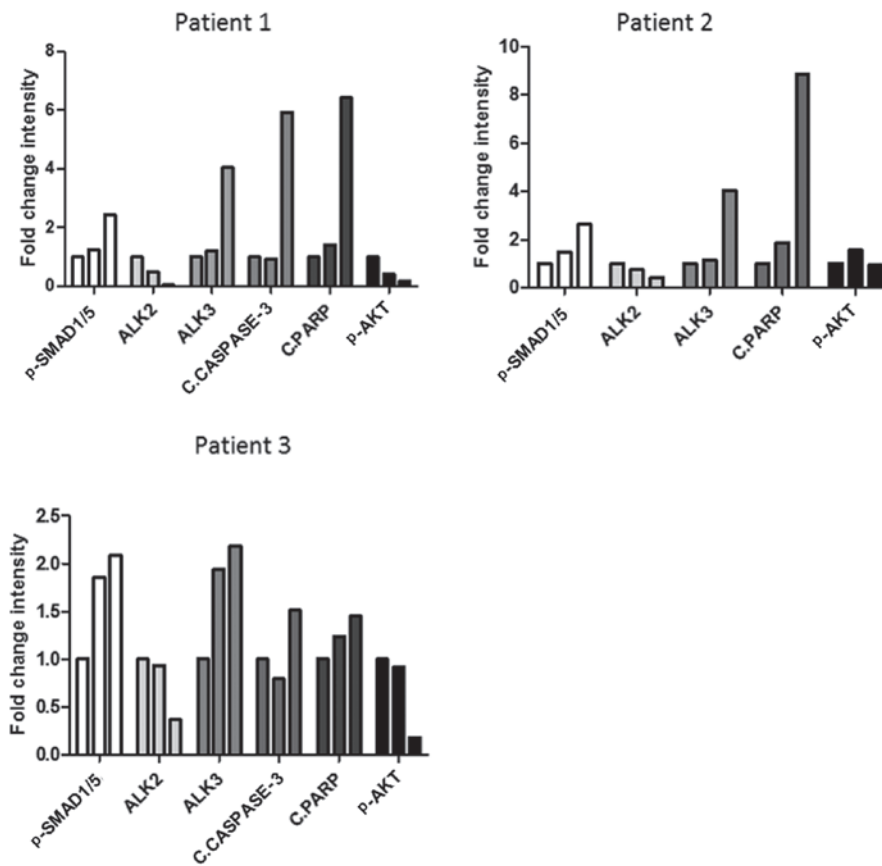 Patient 1
Fold change intensity
8
6
4
2
0
p-SMAD1/5
ALK2
ALK3
C.CASPASE-3
C.PARP
p-AKT
Patient 2
Fold change intensity
10
8
6
4
2
0
p-SMAD1/5
ALK2
ALK3
C.PARP
p-AKT
Patient 3
Fold change intensity
2.5
2.0
1.5
1.0
0.5
0.0
p-SMAD1/5
ALK2
ALK3
C.CASPASE-3
C.PARP
p-AKT